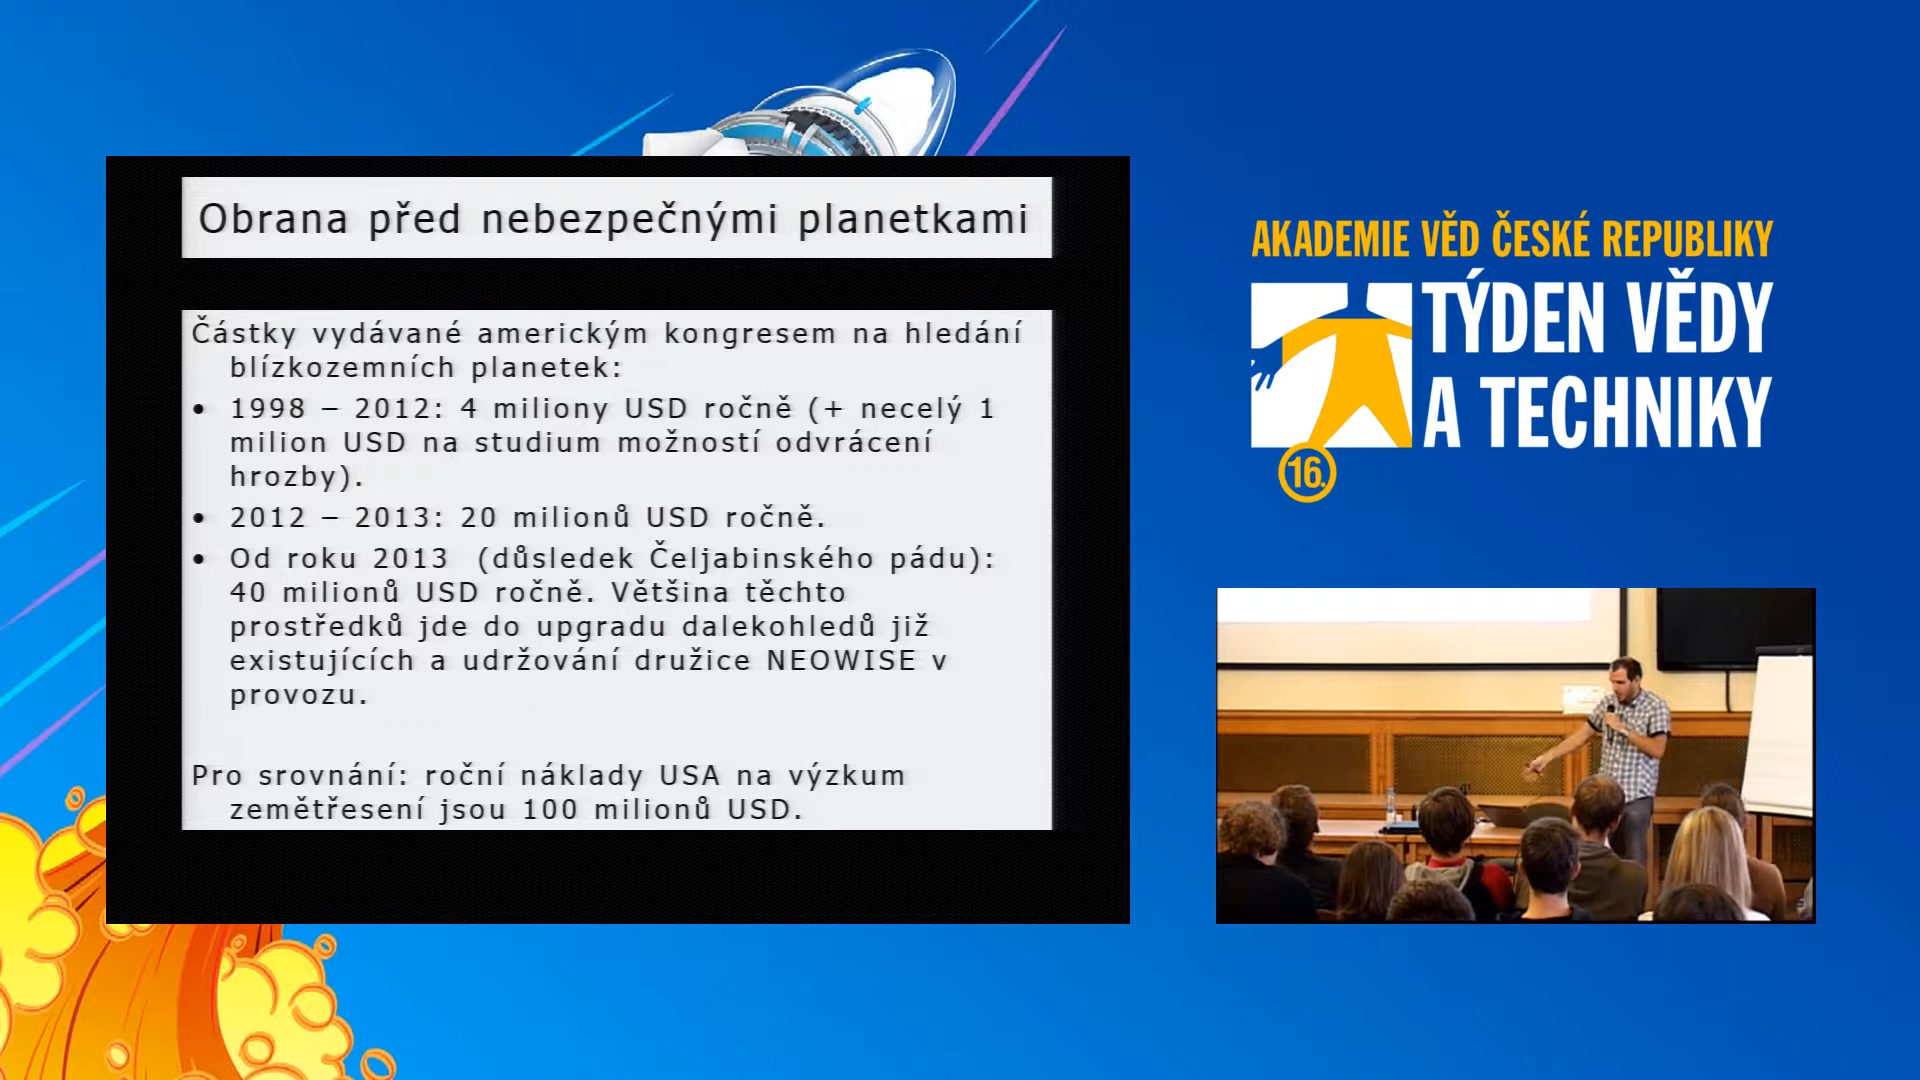 Obrana před nebezpečnými planetkami
Částky vydávané americkým kongresem na hledání
blízkozemních planetek:
• 1998 – 2012: 4 miliony USD ročně (+ necelý 1
milion USD na studium možností odvrácení
hrozby).
• 2012 – 2013: 20 milionů USD ročně.
• Od roku 2013 (důsledek Čeljabinského pádu):
40 milionů USD ročně. Většina těchto
prostředků jde do upgradu dalekohledů již
existujících a udržování družice NEOWISE v
provozu.
Pro srovnání: roční náklady USA na výzkum
zemětřesení jsou 100 milionů USD.
AKADEMIE VĚD ČESKÉ REPUBLIKY
TÝDEN VĚDY
A TECHNIKY
16.